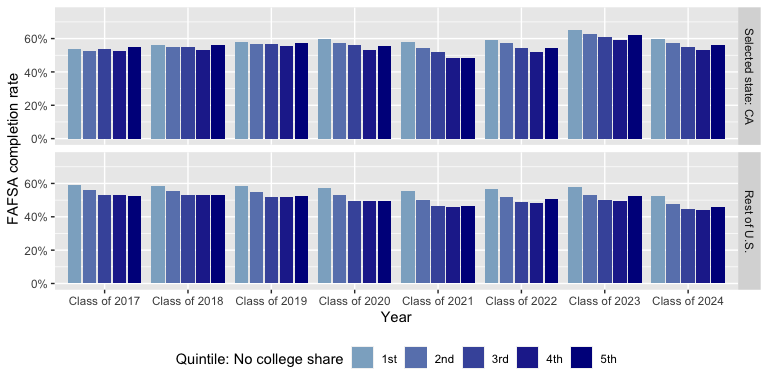 FAFSA completion rate
60%
40%
20%
0%
Selected state: CA
60%
40%
20%
0%
Rest of U.S.
Class of 2017 Class of 2018 Class of 2019 Class of 2020 Class of 2021 Class of 2022 Class of 2023 Class of 2024
Year
Quintile: No college share 1st 2nd 3rd 4th 5th